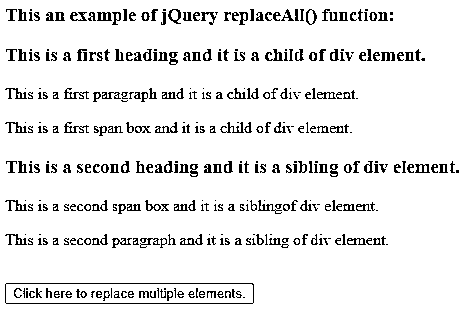 This an example of jQuery replaceAll() function:
This is a first heading and it is a child of div element.
This is a first paragraph and it is a child of div element.
This is a first span box and it is a child of div element.
This is a second heading and it is a sibling of div element.
This is a second span box and it is a siblingof div element.
This is a second paragraph and it is a sibling of div element.
Click here to replace multiple elements.